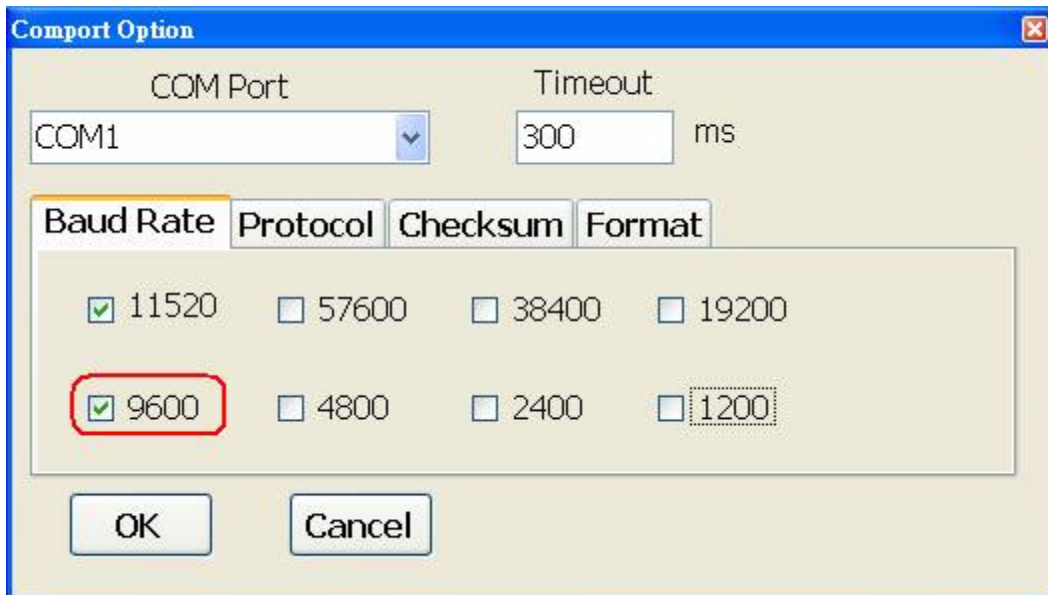 Comport Option
COM Port Timeout
COM1 300 ms
Baud Rate Protocol Checksum Format
11520 57600 38400 19200
9600 4800 2400 1200
OK Cancel